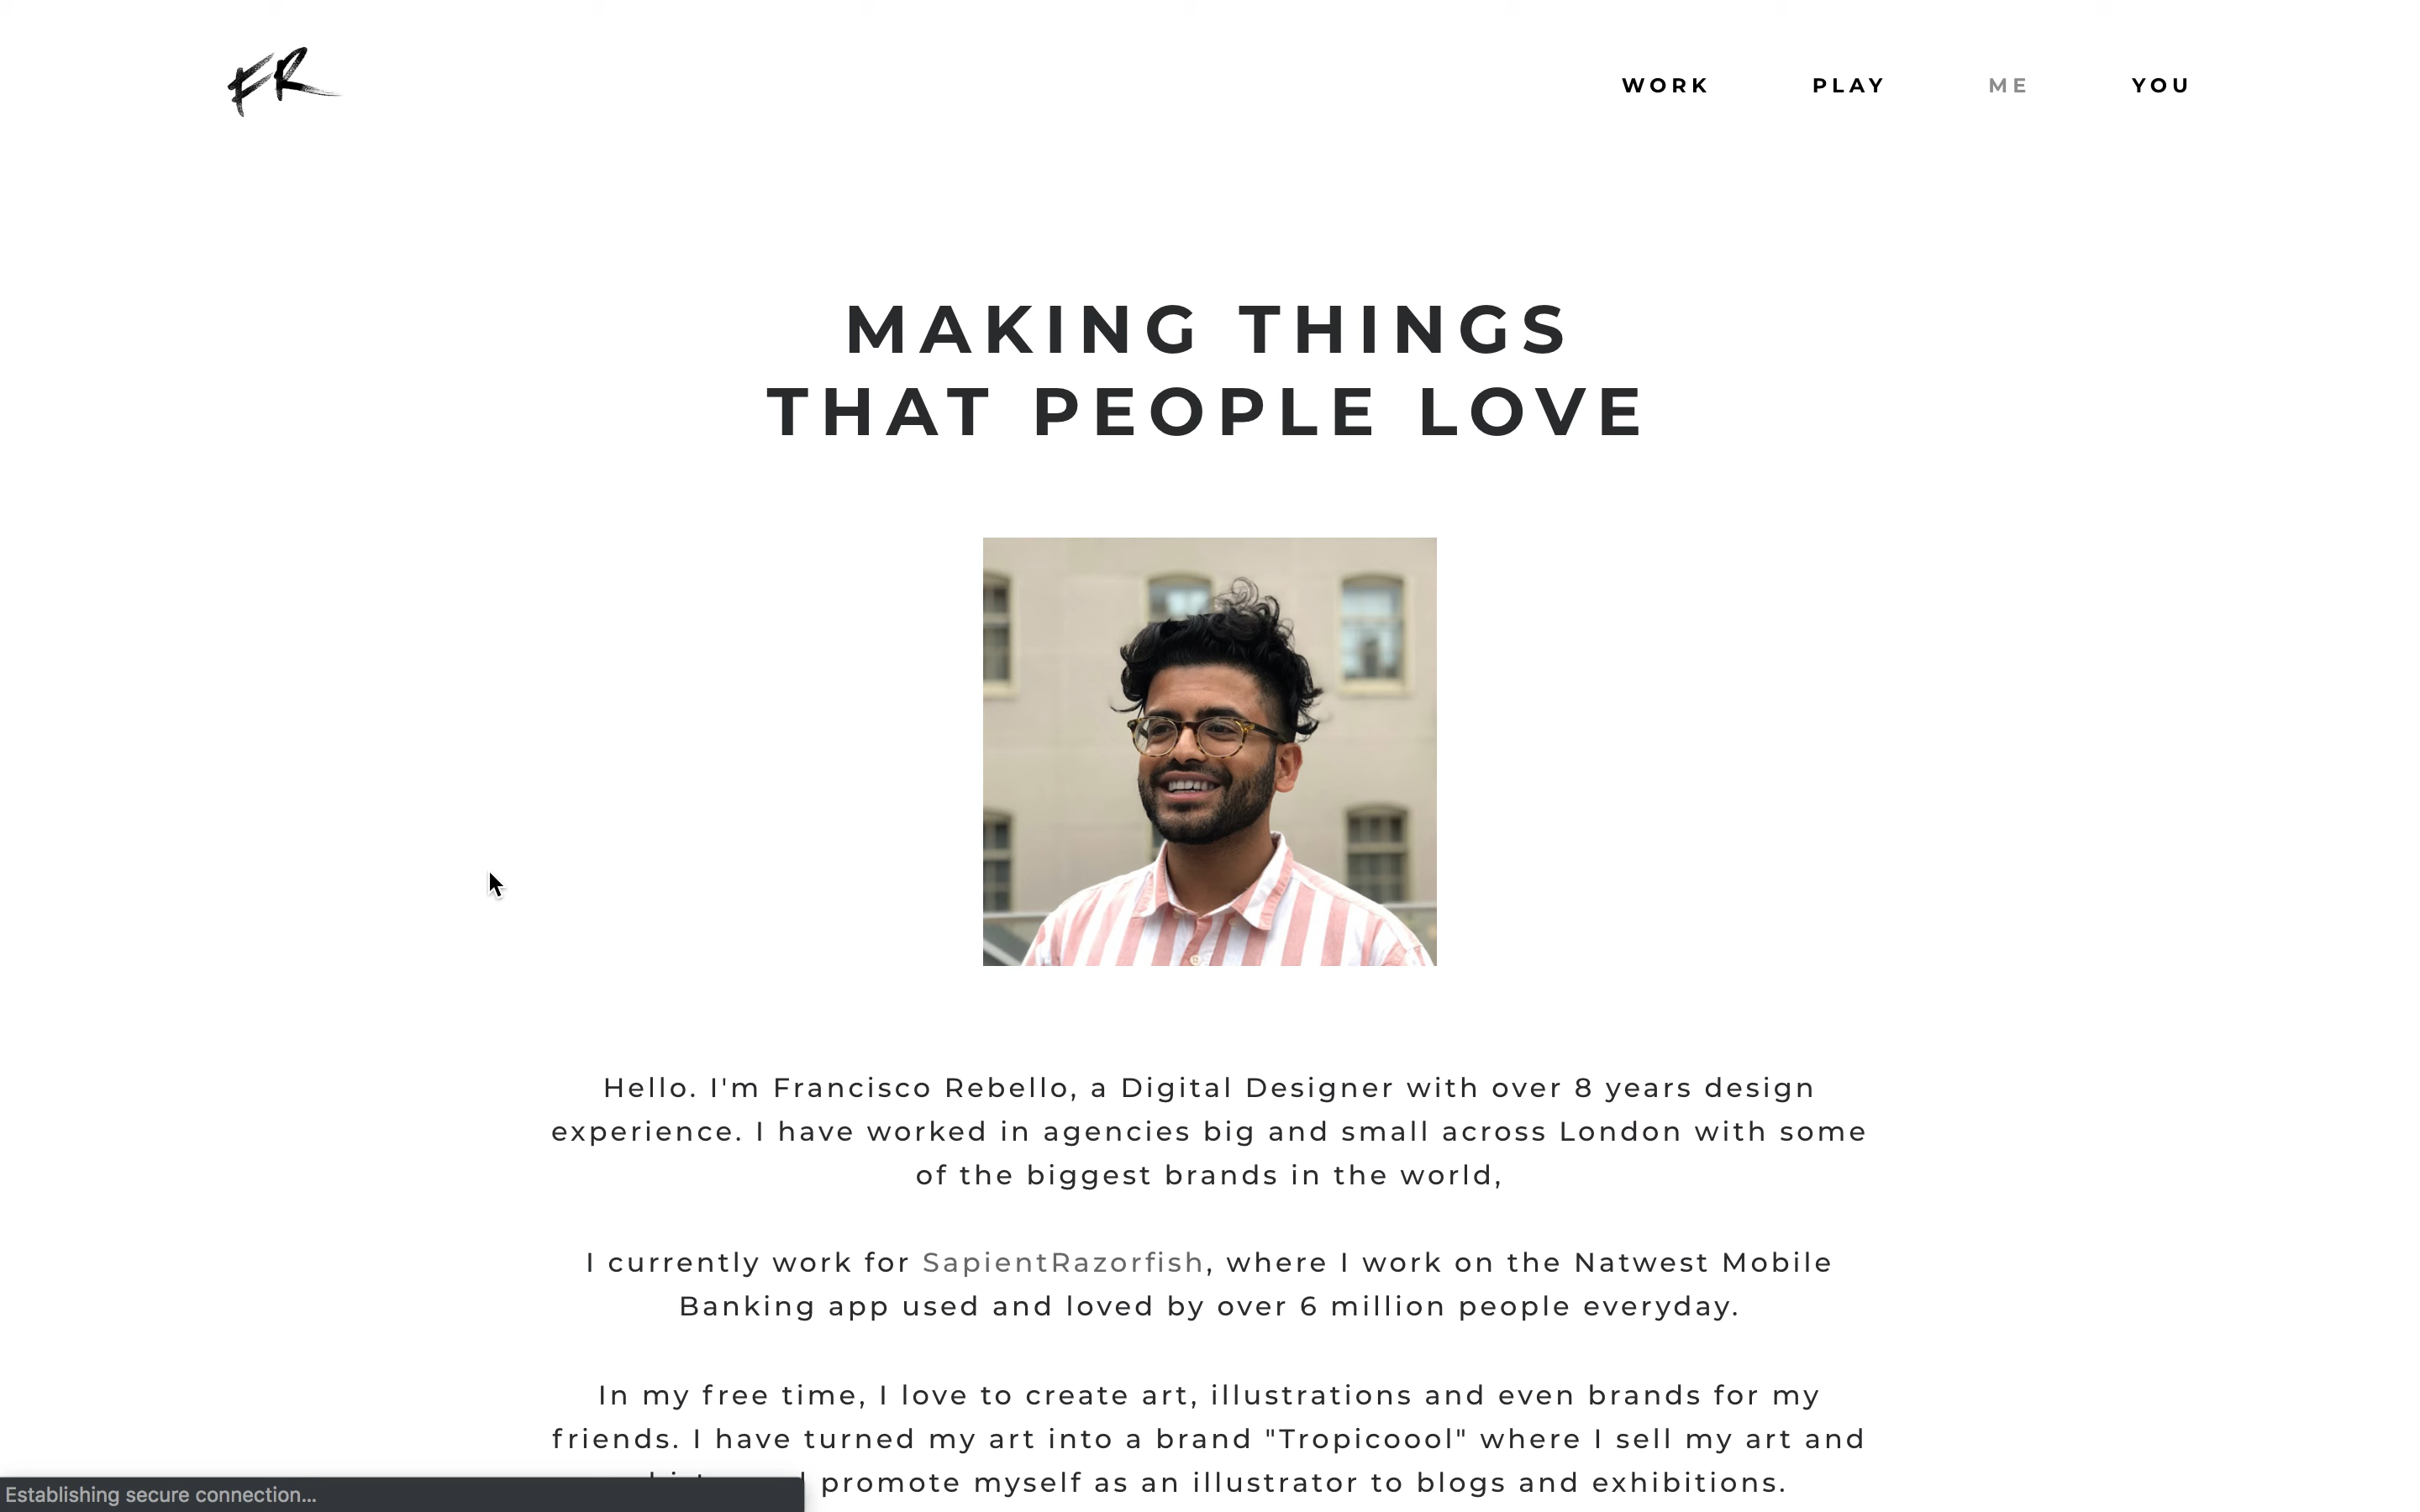 FR
WORK PLAY ME YOU
MAKING THINGS
THAT PEOPLE LOVE
Hello. I'm Francisco Rebello, a Digital Designer with over 8 years design
experience. I have worked in agencies big and small across London with some
of the biggest brands in the world,
I currently work for SapientRazorfish, where I work on the Natwest Mobile
Banking app used and loved by over 6 million people everyday.
In my free time, I love to create art, illustrations and even brands for my
friends. I have turned my art into a brand "Tropicoool" where I sell my art and
promote myself as an illustrator to blogs and exhibitions.
Establishing secure connection...